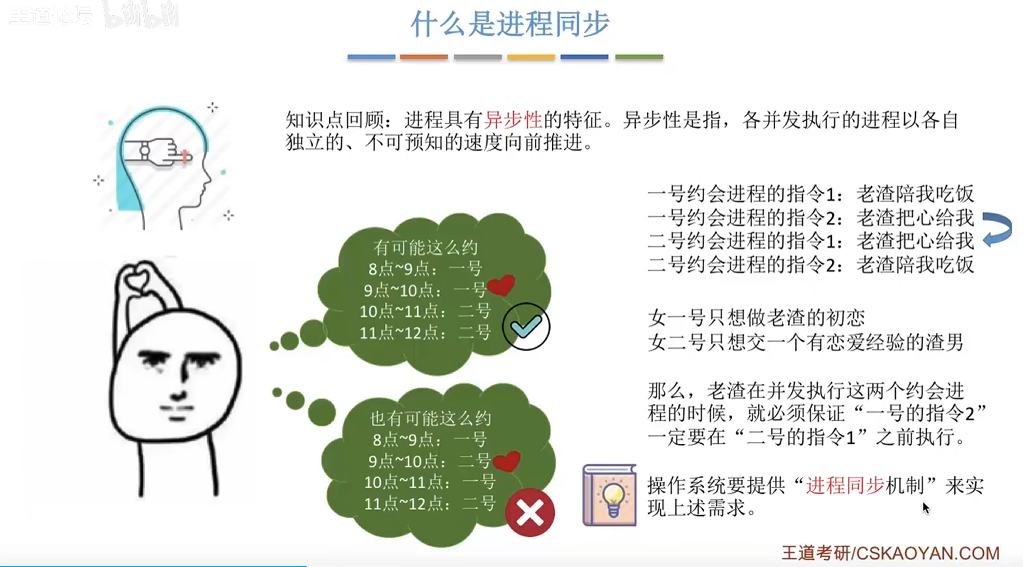 王道论坛 bilibili
什么是进程同步
知识点回顾：进程具有异步性的特征。异步性是指，各并发执行的进程以各自
独立的、不可预知的速度向前推进。
有可能这么约
8点~9点：一号
9点~10点：一号
10点~11点：二号
11点~12点：二号
也有可能这么约
8点~9点：一号
9点~10点：二号
10点~11点：一号
11点~12点：二号
一号约会进程的指令1：老渣陪我吃饭
一号约会进程的指令2：老渣把心给我
二号约会进程的指令1：老渣把心给我
二号约会进程的指令2：老渣陪我吃饭
女一号只想做老渣的初恋
女二号只想交一个有恋爱经验的渣男
那么，老渣在并发执行这两个约会进
程的时候，就必须保证“一号的指令2”
一定要在“二号的指令1”之前执行。
操作系统要提供“进程同步机制”来实
现上述需求。
王道考研/CSKAOYAN.COM